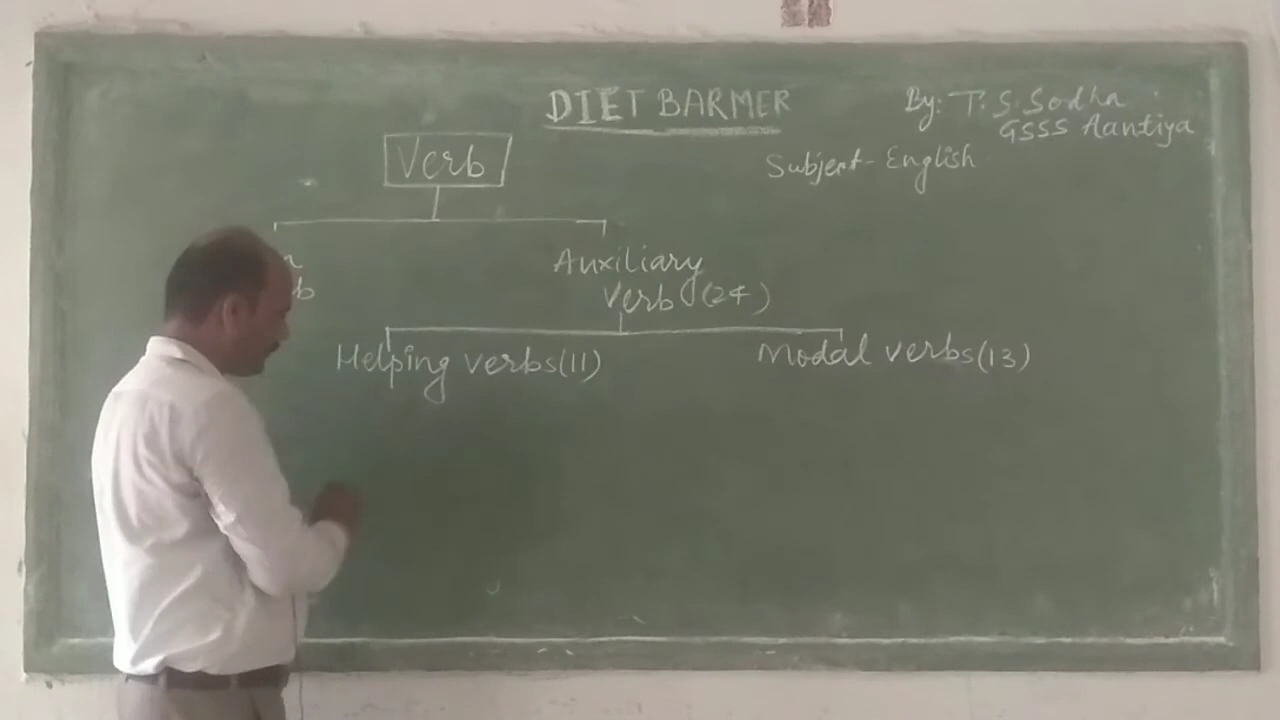 DIET BARMER
By: T. S. Sodha
GSSS Aantiya
Subject - English
Verb
Auxiliary
Verb (24)
Helping verbs(11)
Modal verbs(13)